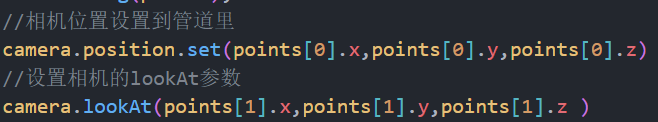 //相机位置设置到管道里
camera.position.set(points[0].x,points[0].y,points[0].z)
//设置相机的lookAt参数
camera.lookAt(points[1].x,points[1].y,points[1].z )